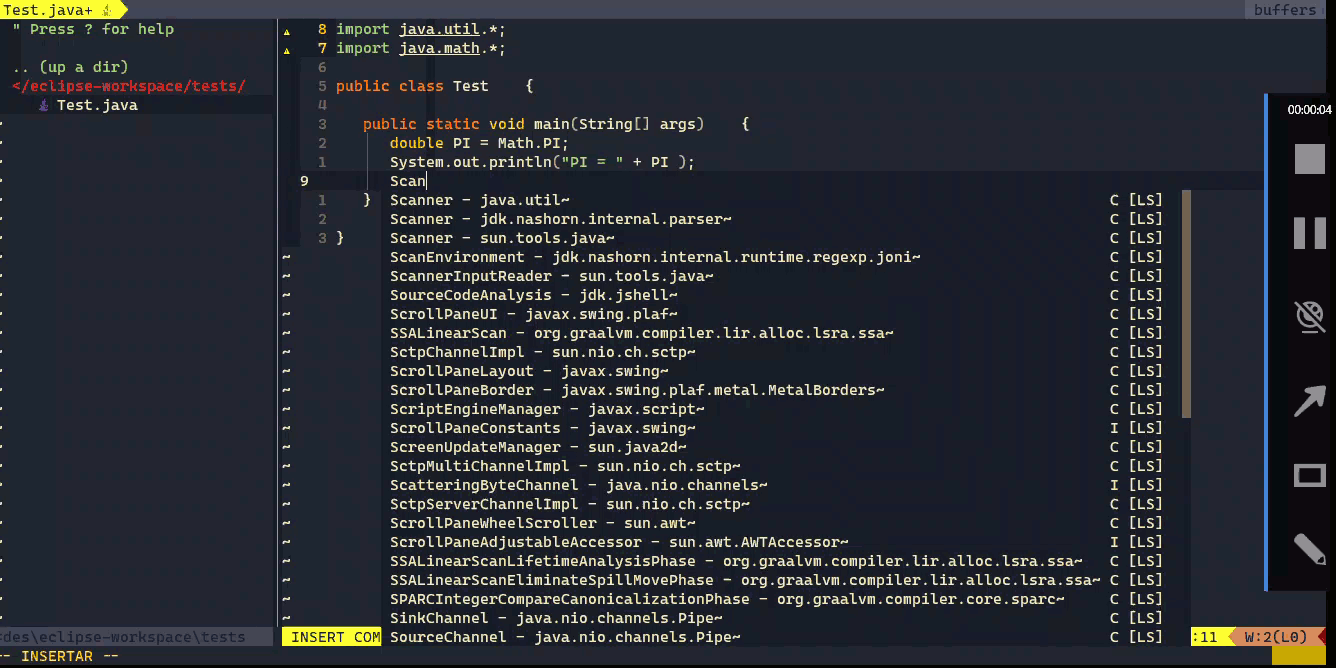 Test.java+
buffers
" Press ? for help
.. (up a dir)
</eclipse-workspace/tests/
Test.java
8 import java.util.*;
7 import java.math.*;
6
5 public class Test    {
4
3    public static void main(String[] args)    {
2       double PI = Math.PI;
1       System.out.println("PI = " + PI );
9       Scan
1    }
2
3 }
Scanner - java.util~ C [LS]
Scanner - jdk.nashorn.internal.parser~ C [LS]
Scanner - sun.tools.java~ C [LS]
ScanEnvironment - jdk.nashorn.internal.runtime.regexp.joni~ C [LS]
ScannerInputReader - sun.tools.java~ C [LS]
SourceCodeAnalysis - jdk.jshell~ C [LS]
ScrollPaneUI - javax.swing.plaf~ C [LS]
SSALinearScan - org.graalvm.compiler.lir.alloc.lsra.ssa~ C [LS]
SctpChannelImpl - sun.nio.ch.sctp~ C [LS]
ScrollPaneLayout - javax.swing~ C [LS]
ScrollPaneBorder - javax.swing.plaf.metal.MetalBorders~ C [LS]
ScriptEngineManager - javax.script~ C [LS]
ScrollPaneConstants - javax.swing~ I [LS]
ScreenUpdateManager - sun.java2d~ C [LS]
SctpMultiChannelImpl - sun.nio.ch.sctp~ C [LS]
ScatteringByteChannel - java.nio.channels~ I [LS]
SctpServerChannelImpl - sun.nio.ch.sctp~ C [LS]
ScrollPaneWheelScroller - sun.awt~ C [LS]
ScrollPaneAdjustableAccessor - sun.awt.AWTAccessor~ I [LS]
SSALinearScanLifetimeAnalysisPhase - org.graalvm.compiler.lir.alloc.lsra.ssa~ C [LS]
SSALinearScanEliminateSpillMovePhase - org.graalvm.compiler.lir.alloc.lsra.ssa~ C [LS]
SPARCIntegerCompareCanonicalizationPhase - org.graalvm.compiler.core.sparc~ C [LS]
SinkChannel - java.nio.channels.Pipe~ C [LS]
SourceChannel - java.nio.channels.Pipe~ C [LS]
00:00:04
<des\eclipse-workspace\tests
INSERT COM
:11
W:2(L0)
-- INSERTAR --